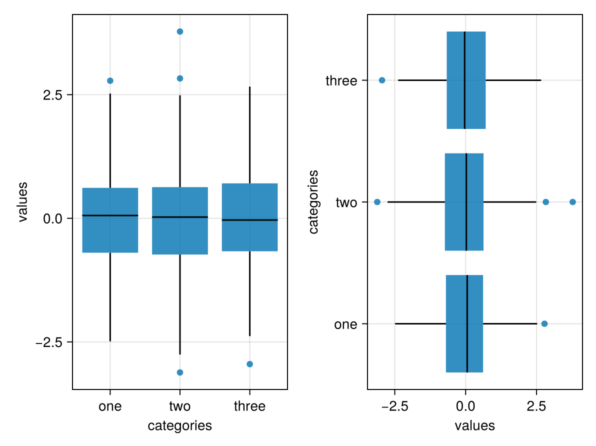 values
2.5
0.0
−2.5
one two three
categories
categories
three
two
one
−2.5 0.0 2.5
values